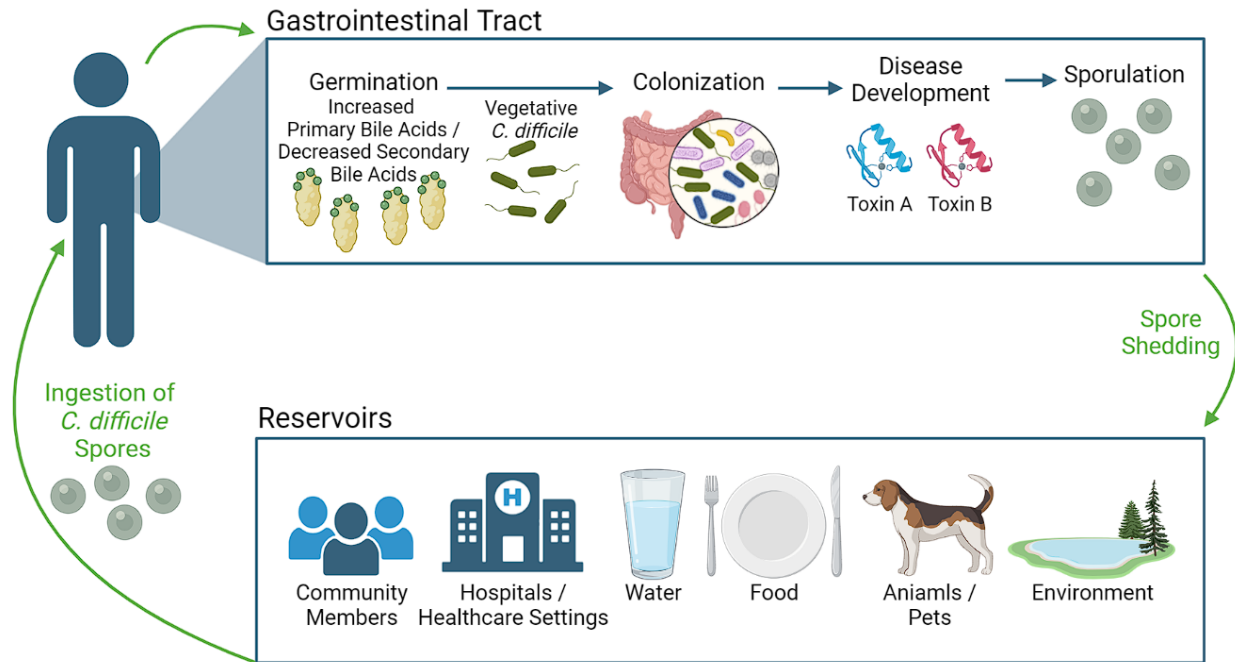 Gastrointestinal Tract
Germination
Increased
Primary Bile Acids /
Decreased Secondary
Bile Acids
Vegetative
C. difficile
Colonization
Disease
Development
Toxin A
Toxin B
Sporulation
Spore
Shedding
Ingestion of
C. difficile
Spores
Reservoirs
H
Community
Members
Hospitals /
Healthcare Settings
Water
Food
Aniamls /
Pets
Environment